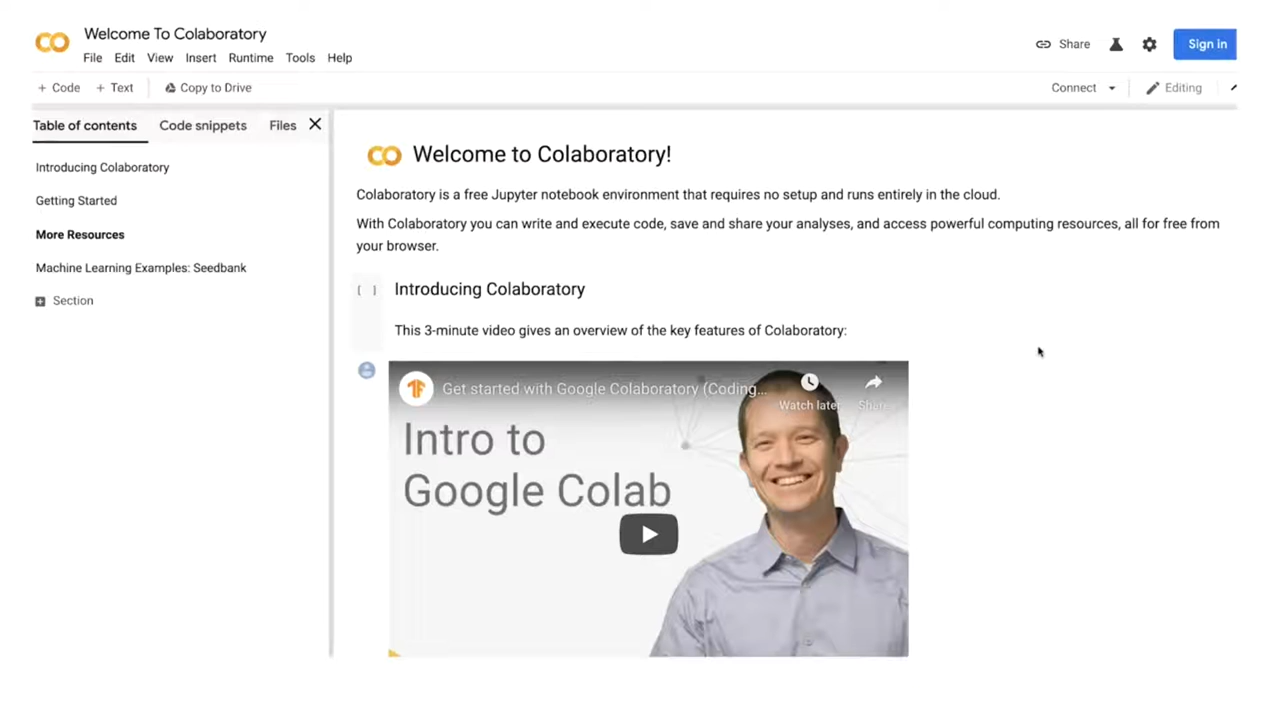 Welcome To Colaboratory
File Edit View Insert Runtime Tools Help
Share
Sign in
+ Code + Text Copy to Drive
Connect Editing
Table of contents Code snippets Files
Introducing Colaboratory
Getting Started
More Resources
Machine Learning Examples: Seedbank
Section
CO Welcome to Colaboratory!
Colaboratory is a free Jupyter notebook environment that requires no setup and runs entirely in the cloud.
With Colaboratory you can write and execute code, save and share your analyses, and access powerful computing resources, all for free from
your browser.
[ ] Introducing Colaboratory
This 3-minute video gives an overview of the key features of Colaboratory:
Get started with Google Colaboratory (Coding...
Watch later Share
Intro to
Google Colab